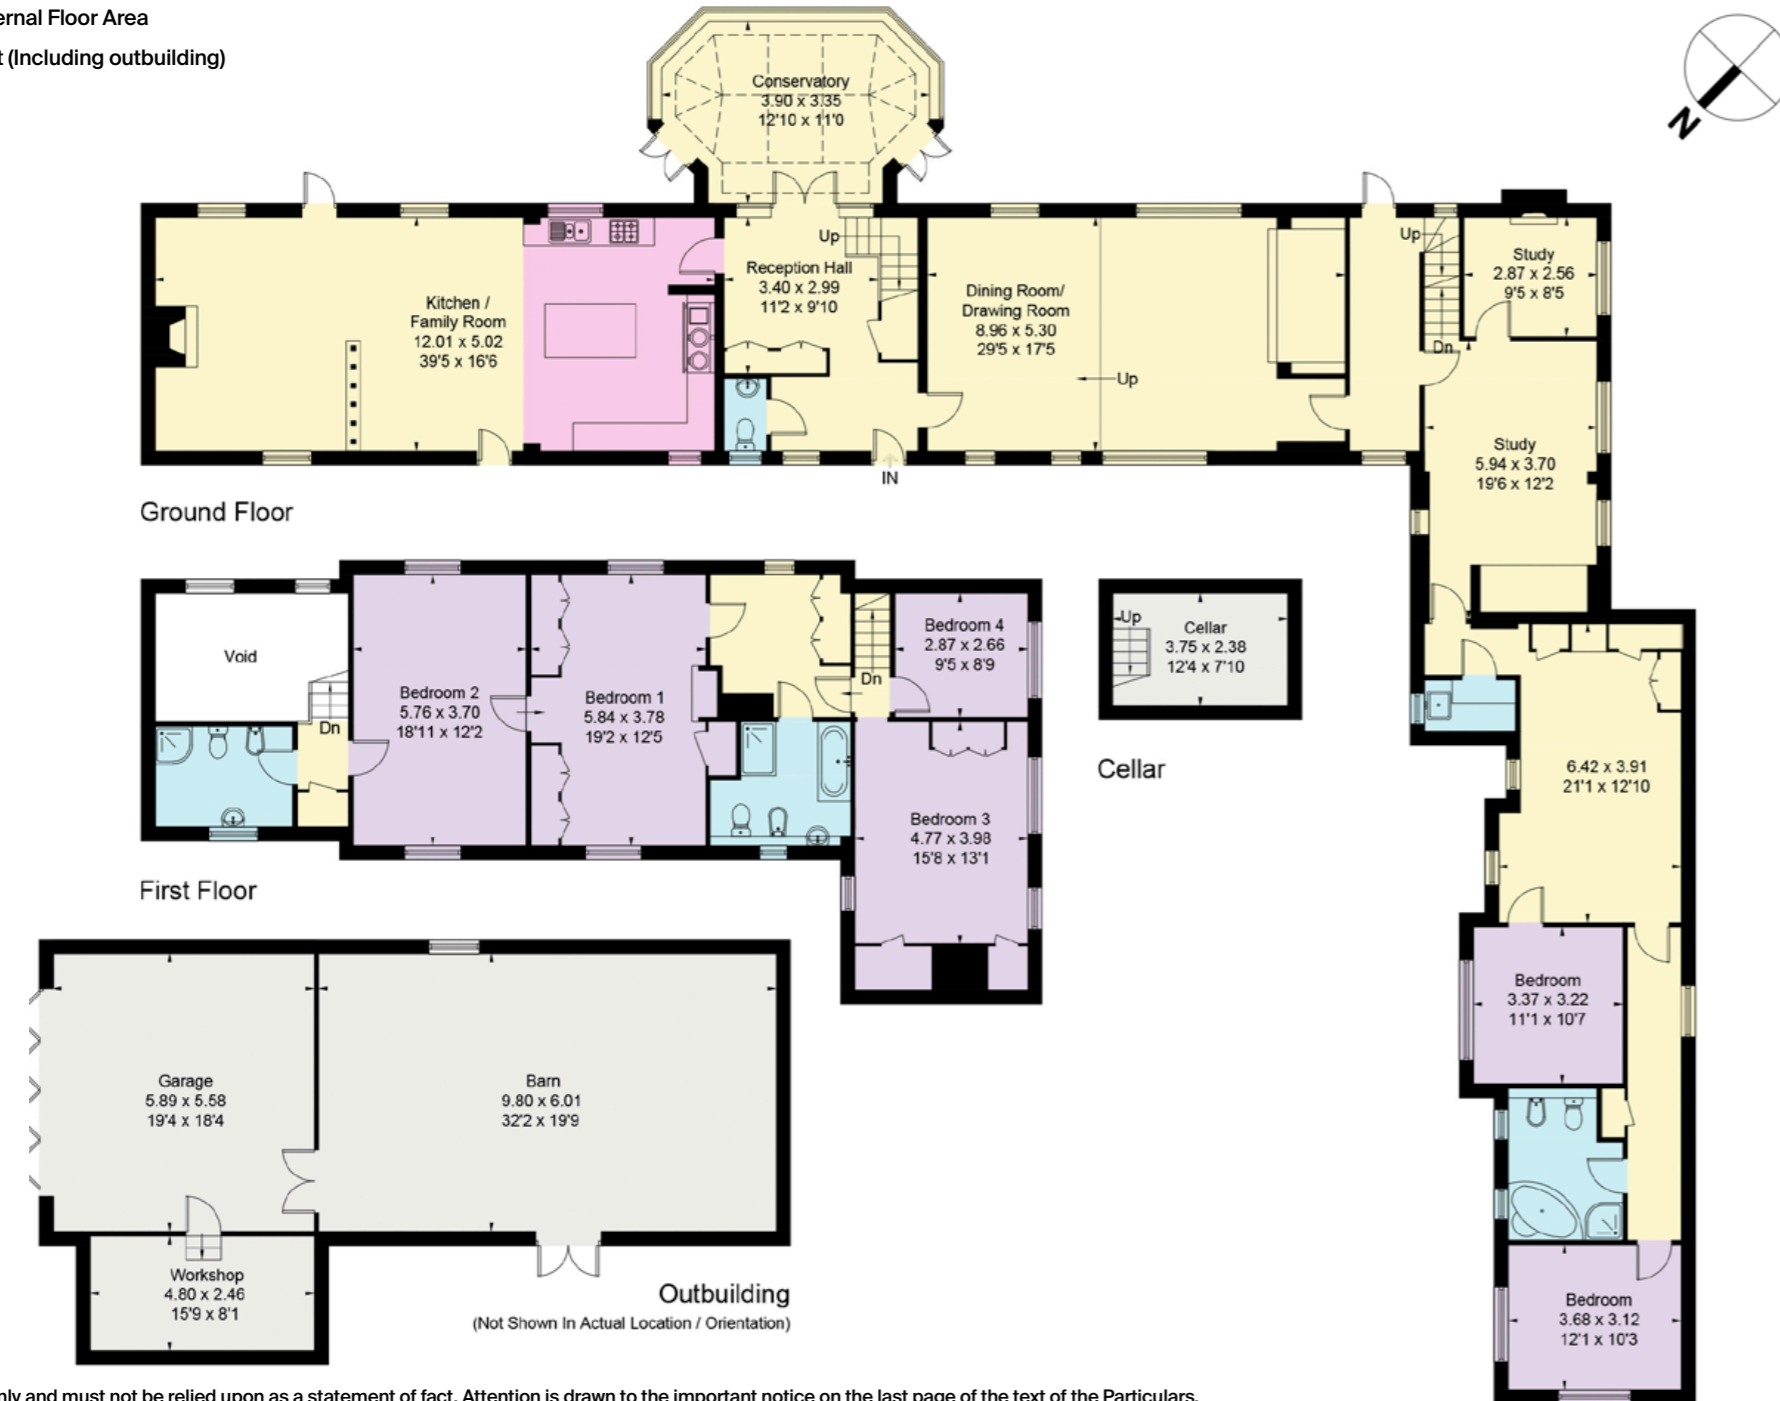 ernal Floor Area
t (Including outbuilding)
N
Conservatory
3.90 x 3.35
12'10 x 11'0
Kitchen /
Family Room
12.01 x 5.02
39'5 x 16'6
Up
Reception Hall
3.40 x 2.99
11'2 x 9'10
IN
Dining Room/
Drawing Room
8.96 x 5.30
29'5 x 17'5
Up
Up
Dn
Study
2.87 x 2.56
9'5 x 8'5
Study
5.94 x 3.70
19'6 x 12'2
Ground Floor
Void
Dn
Bedroom 2
5.76 x 3.70
18'11 x 12'2
Bedroom 1
5.84 x 3.78
19'2 x 12'5
Dn
Bedroom 4
2.87 x 2.66
9'5 x 8'9
Bedroom 3
4.77 x 3.98
15'8 x 13'1
First Floor
Up
Cellar
3.75 x 2.38
12'4 x 7'10
Cellar
6.42 x 3.91
21'1 x 12'10
Bedroom
3.37 x 3.22
11'1 x 10'7
Bedroom
3.68 x 3.12
12'1 x 10'3
Garage
5.89 x 5.58
19'4 x 18'4
Barn
9.80 x 6.01
32'2 x 19'9
Workshop
4.80 x 2.46
15'9 x 8'1
Outbuilding
(Not Shown In Actual Location / Orientation)
nly and must not be relied upon as a statement of fact. Attention is drawn to the important notice on the last page of the text of the Particulars.